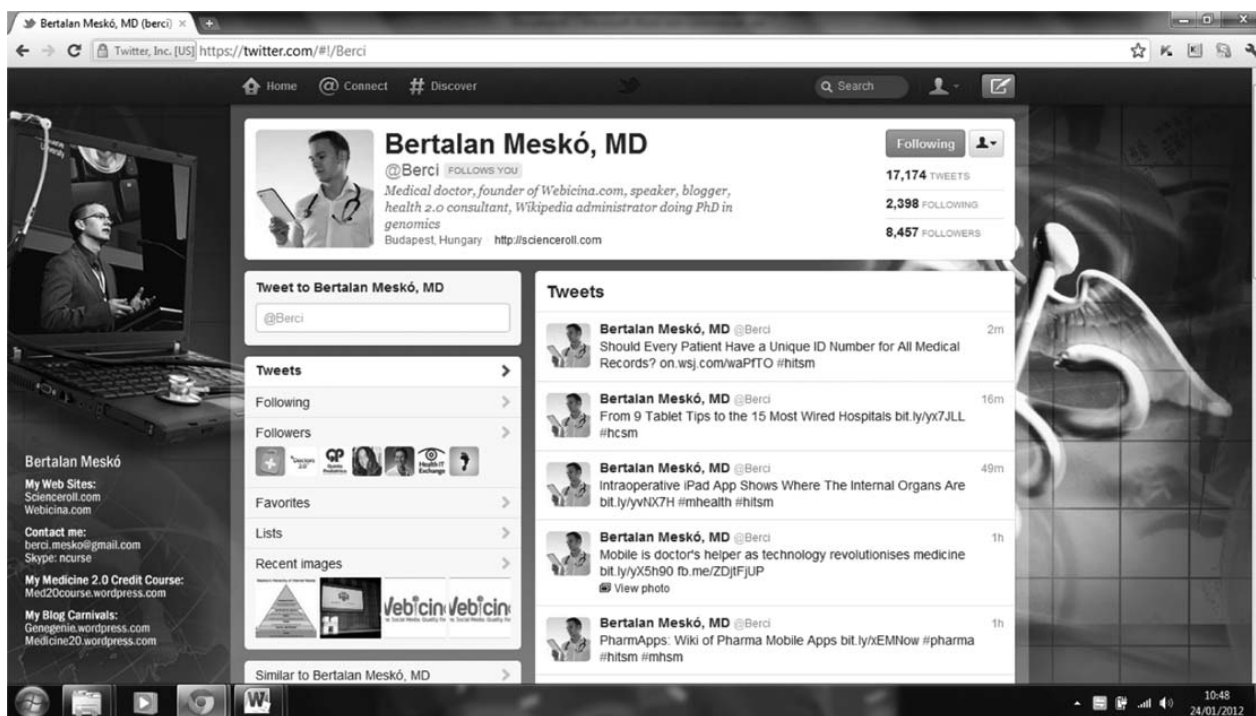 Bertalan Meskó, MD (berci)
Twitter, Inc. [US] https://twitter.com/#!/Berci
Home @ Connect # Discover
Search
Bertalan Meskó, MD
@Berci FOLLOWS YOU
Medical doctor, founder of Webicina.com, speaker, blogger,
health 2.0 consultant, Wikipedia administrator doing PhD in
genomics
Budapest, Hungary http://scienceroll.com
Following
17,174 TWEETS
2,398 FOLLOWING
8,457 FOLLOWERS
Tweet to Bertalan Meskó, MD
@Berci
Tweets
Following
Followers
GP
Health IT
Exchange
Favorites
Lists
Recent images
Similar to Bertalan Meskó, MD
Tweets
Bertalan Meskó, MD @Berci 2m
Should Every Patient Have a Unique ID Number for All Medical
Records? on.wsj.com/waPfTO #hitsm
Bertalan Meskó, MD @Berci 16m
From 9 Tablet Tips to the 15 Most Wired Hospitals bit.ly/yx7JLL
#hcsm
Bertalan Meskó, MD @Berci 49m
Intraoperative iPad App Shows Where The Internal Organs Are
bit.ly/yvNX7H #mhealth #hitsm
Bertalan Meskó, MD @Berci 1h
Mobile is doctor's helper as technology revolutionises medicine
bit.ly/yX5h90 fb.me/ZDjtFjUP
View photo
Bertalan Meskó, MD @Berci 1h
PharmApps: Wiki of Pharma Mobile Apps bit.ly/xEMNow #pharma
#hitsm #mhsm
Bertalan Meskó
My Web Sites:
Scienceroll.com
Webicina.com
Contact me:
berci.mesko@gmail.com
Skype: ncurse
My Medicine 2.0 Credit Course:
Med20course.wordpress.com
My Blog Carnivals:
Genegenie.wordpress.com
Medicine20.wordpress.com
10:48
24/01/2012